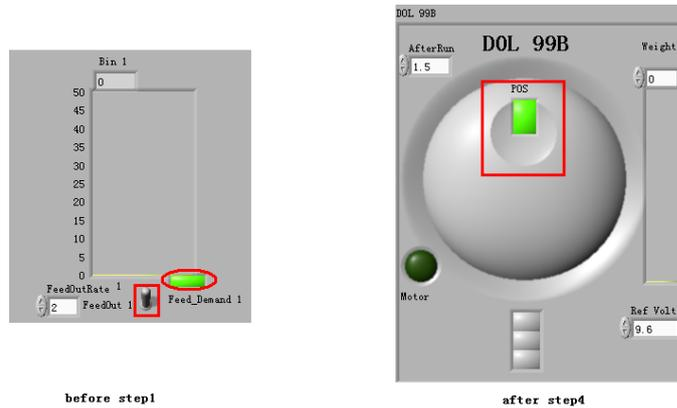 Bin 1
0
50
45
40
35
30
25
20
15
10
5
0
FeedOutRate 1
2
FeedOut 1
Feed_Demand 1
before step1
DOL 99B
AfterRun
DOL 99B
Weight
1.5
0
POS
Motor
Ref Volt
9.6
after step4